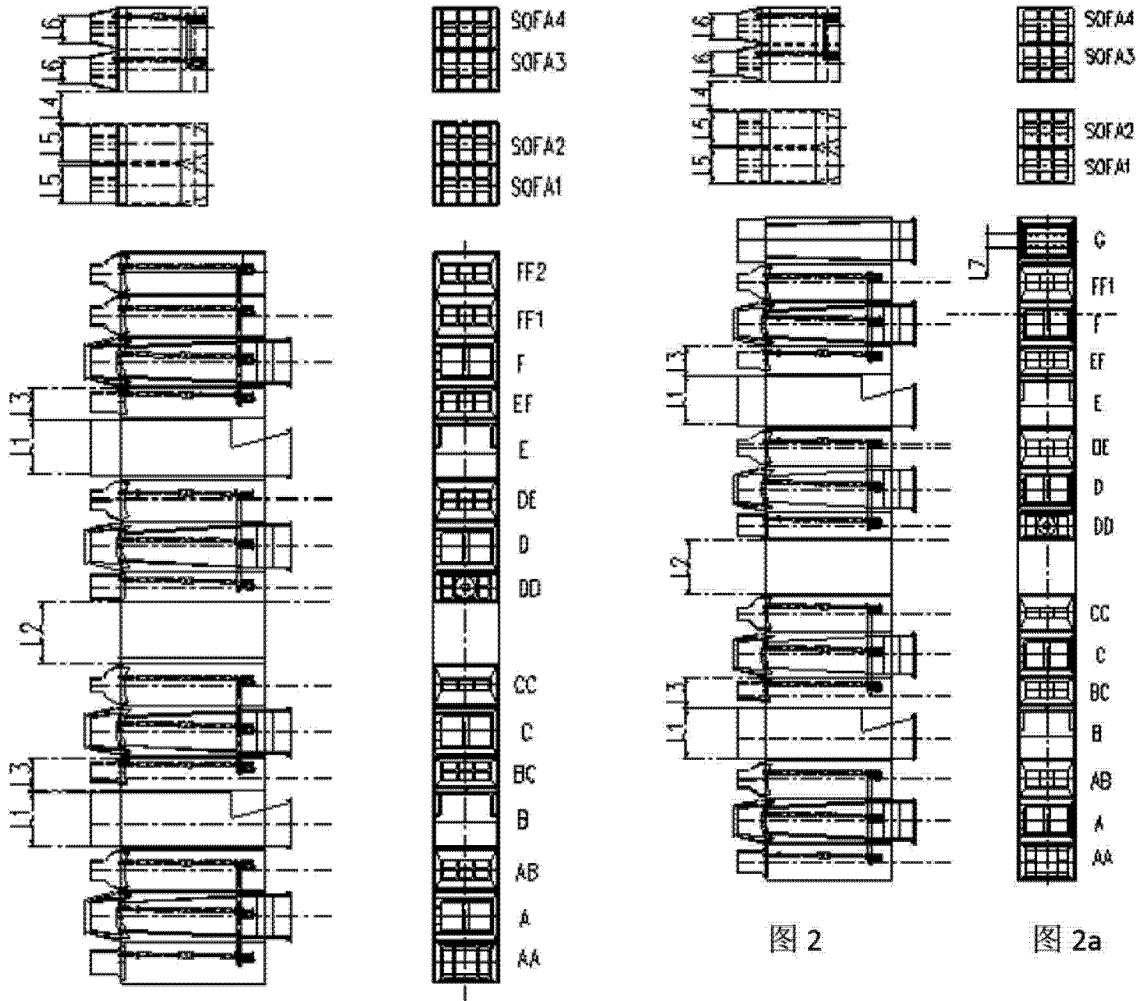 L6
L6
L4
L5
L5
SOFA4
SOFA3
SOFA2
SOFA1
FF2
FF1
F
EF
E
DE
D
DD
CC
C
BC
B
AB
A
AA
L3
L1
L2
L3
L1
L6
L6
L4
L5
L5
SOFA4
SOFA3
SOFA2
SOFA1
L7
G
FF1
F
EF
E
DE
D
DD
CC
C
BC
B
AB
A
AA
L3
L1
L2
L3
L1
图 2
图 2a